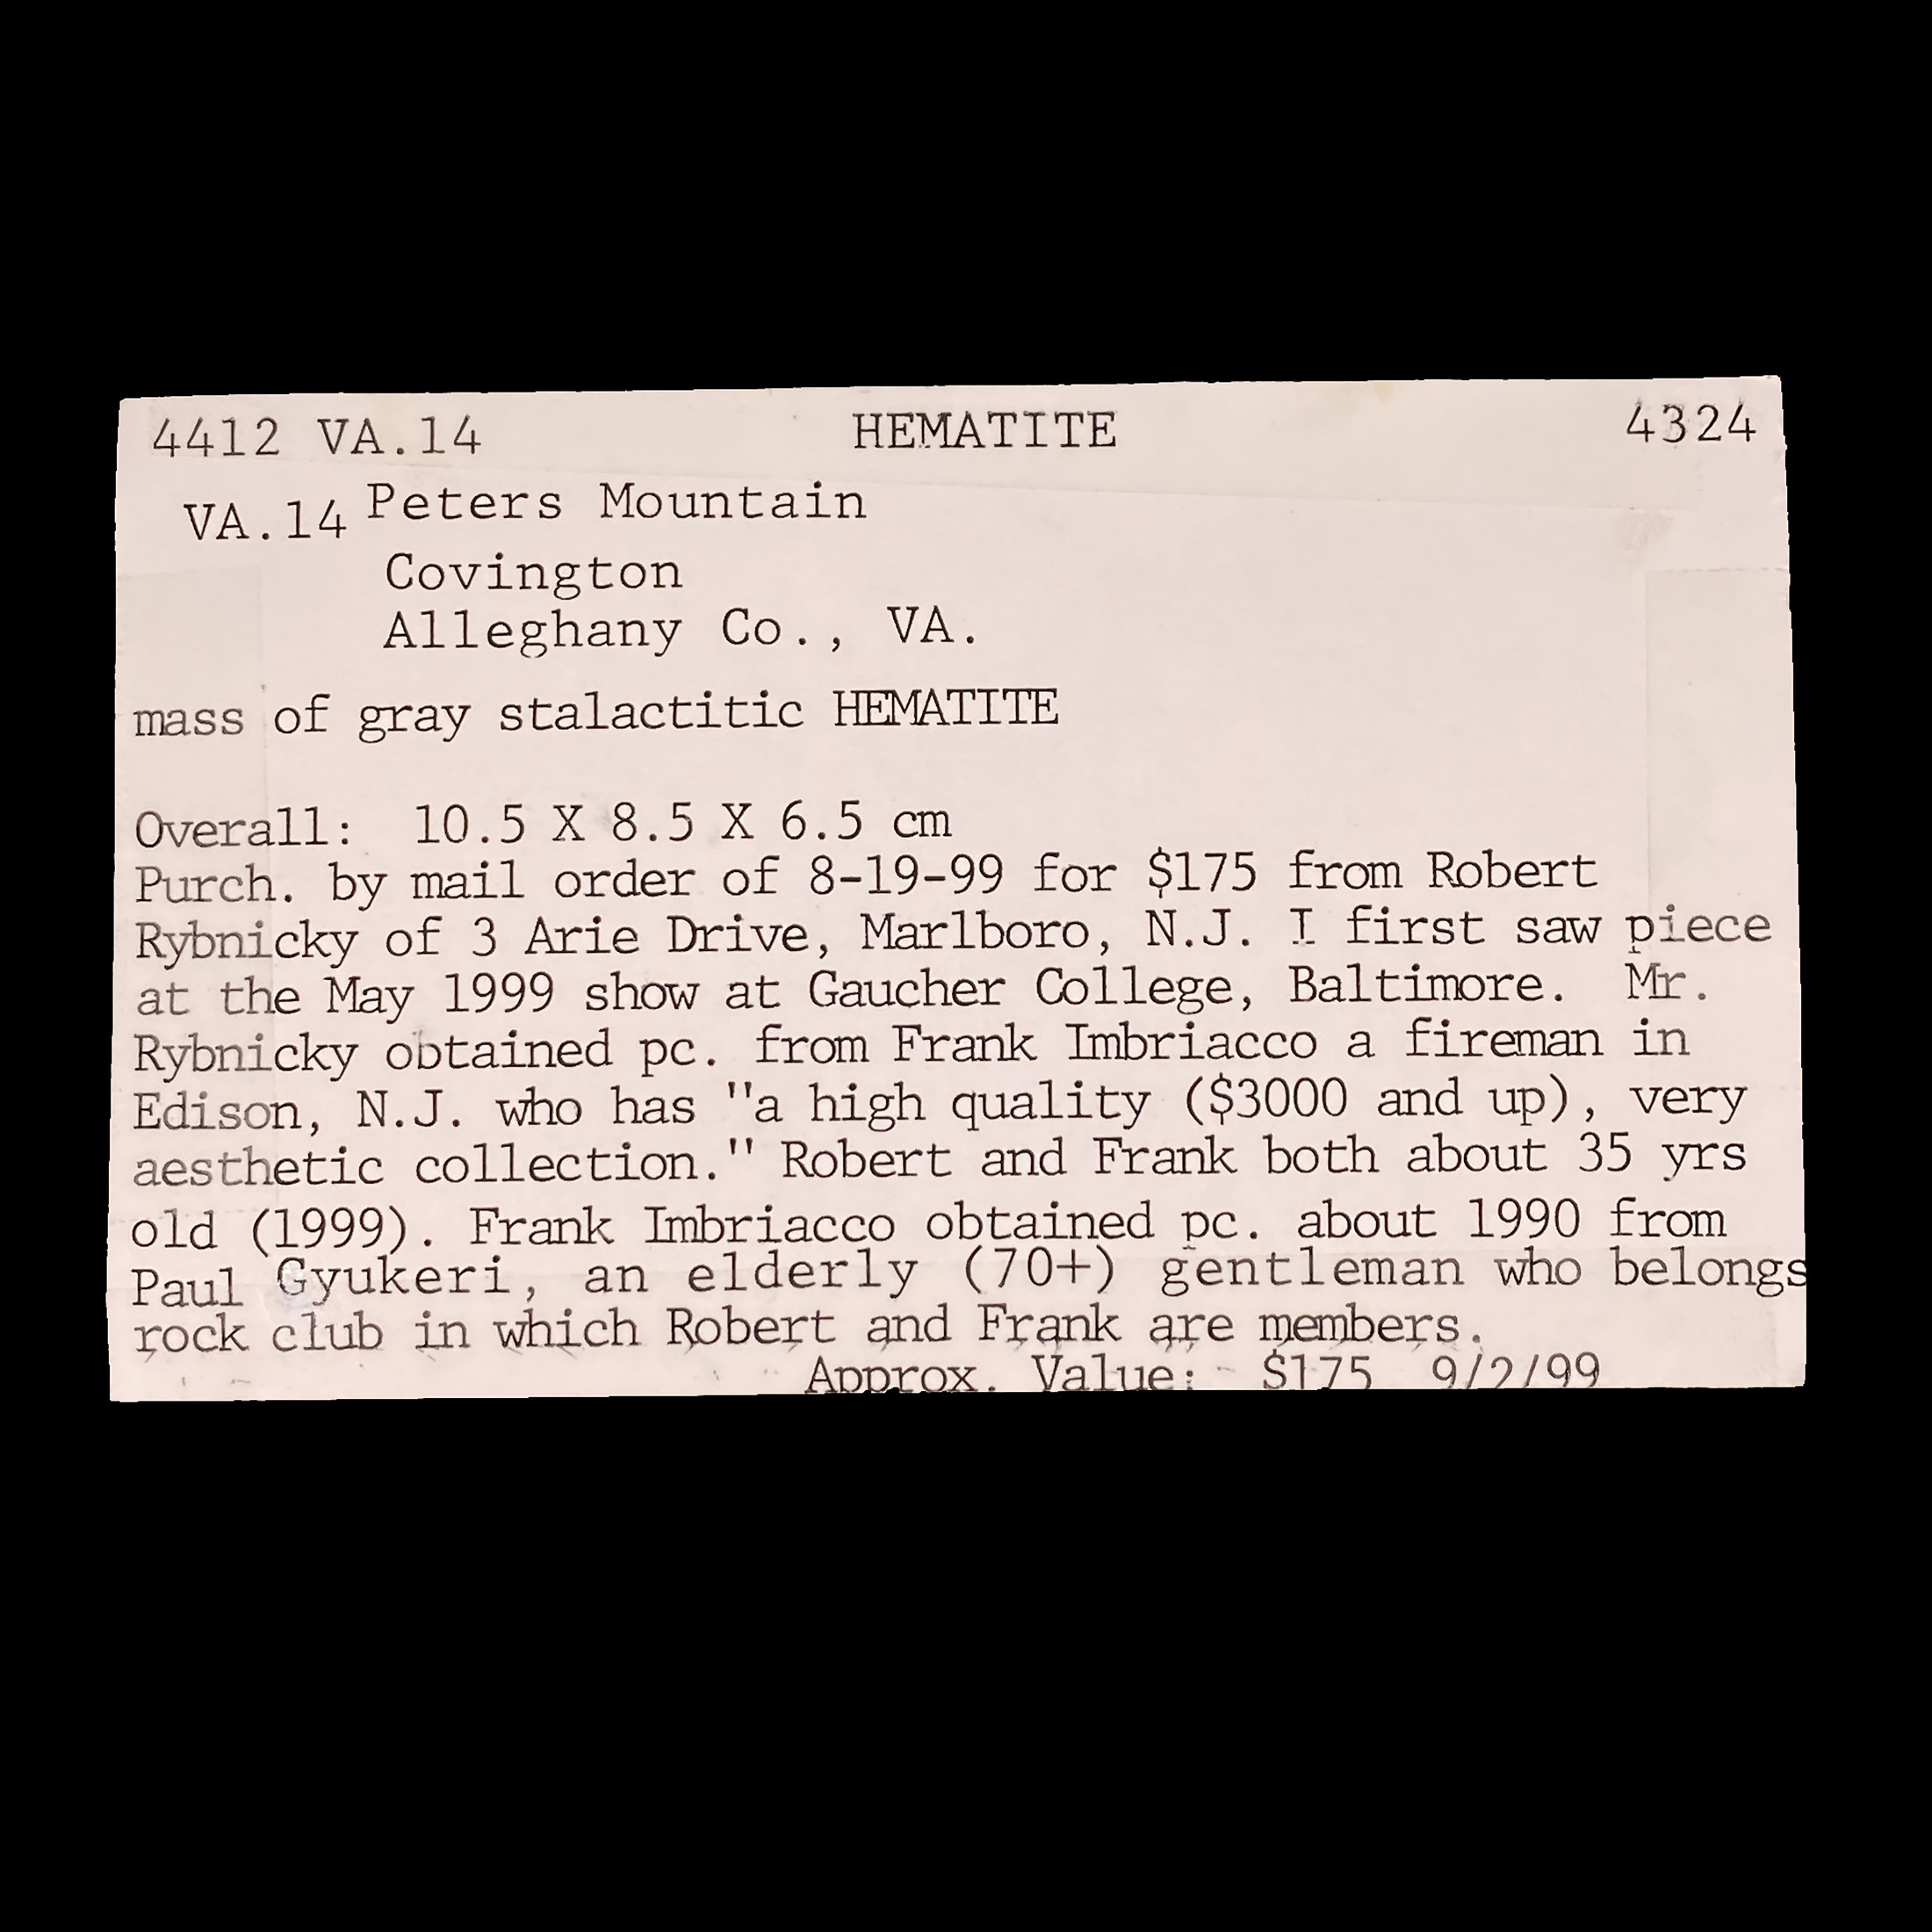 4412 VA.14 HEMATITE 4324
VA.14 Peters Mountain
Covington
Alleghany Co., VA.
mass of gray stalactitic HEMATITE
Overall: 10.5 X 8.5 X 6.5 cm
Purch. by mail order of 8-19-99 for $175 from Robert
Rybnicky of 3 Arie Drive, Marlboro, N.J. I first saw piece
at the May 1999 show at Gaucher College, Baltimore. Mr.
Rybnicky obtained pc. from Frank Imbriacco a fireman in
Edison, N.J. who has "a high quality ($3000 and up), very
aesthetic collection." Robert and Frank both about 35 yrs
old (1999). Frank Imbriacco obtained pc. about 1990 from
Paul Gyukeri, an elderly (70+) gentleman who belongs
rock club in which Robert and Frank are members.
Approx. Value: $175 9/2/99